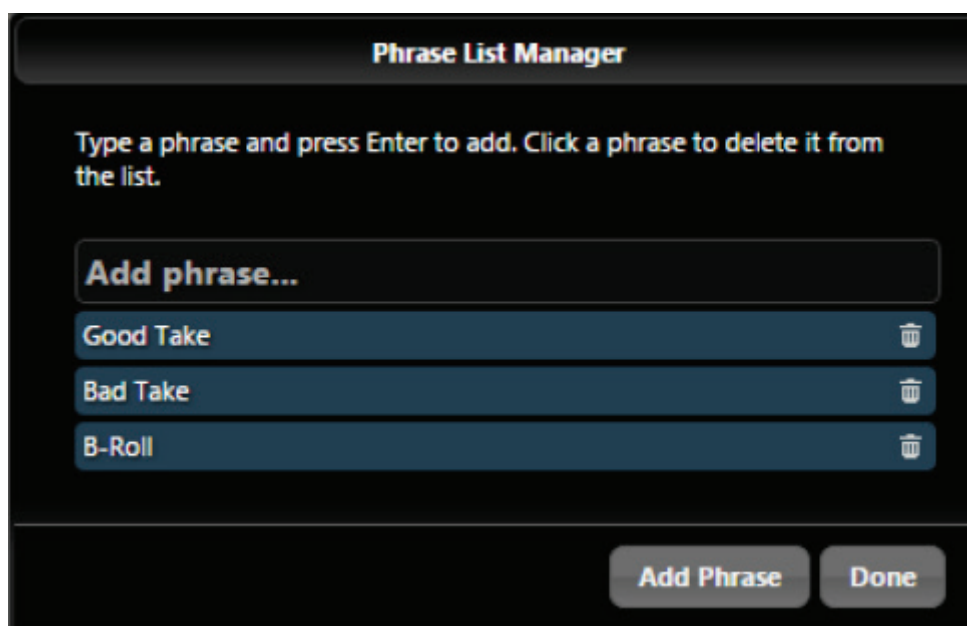 Phrase List Manager
Type a phrase and press Enter to add. Click a phrase to delete it from
the list.
Add phrase...
Good Take
Bad Take
B-Roll
Add Phrase
Done